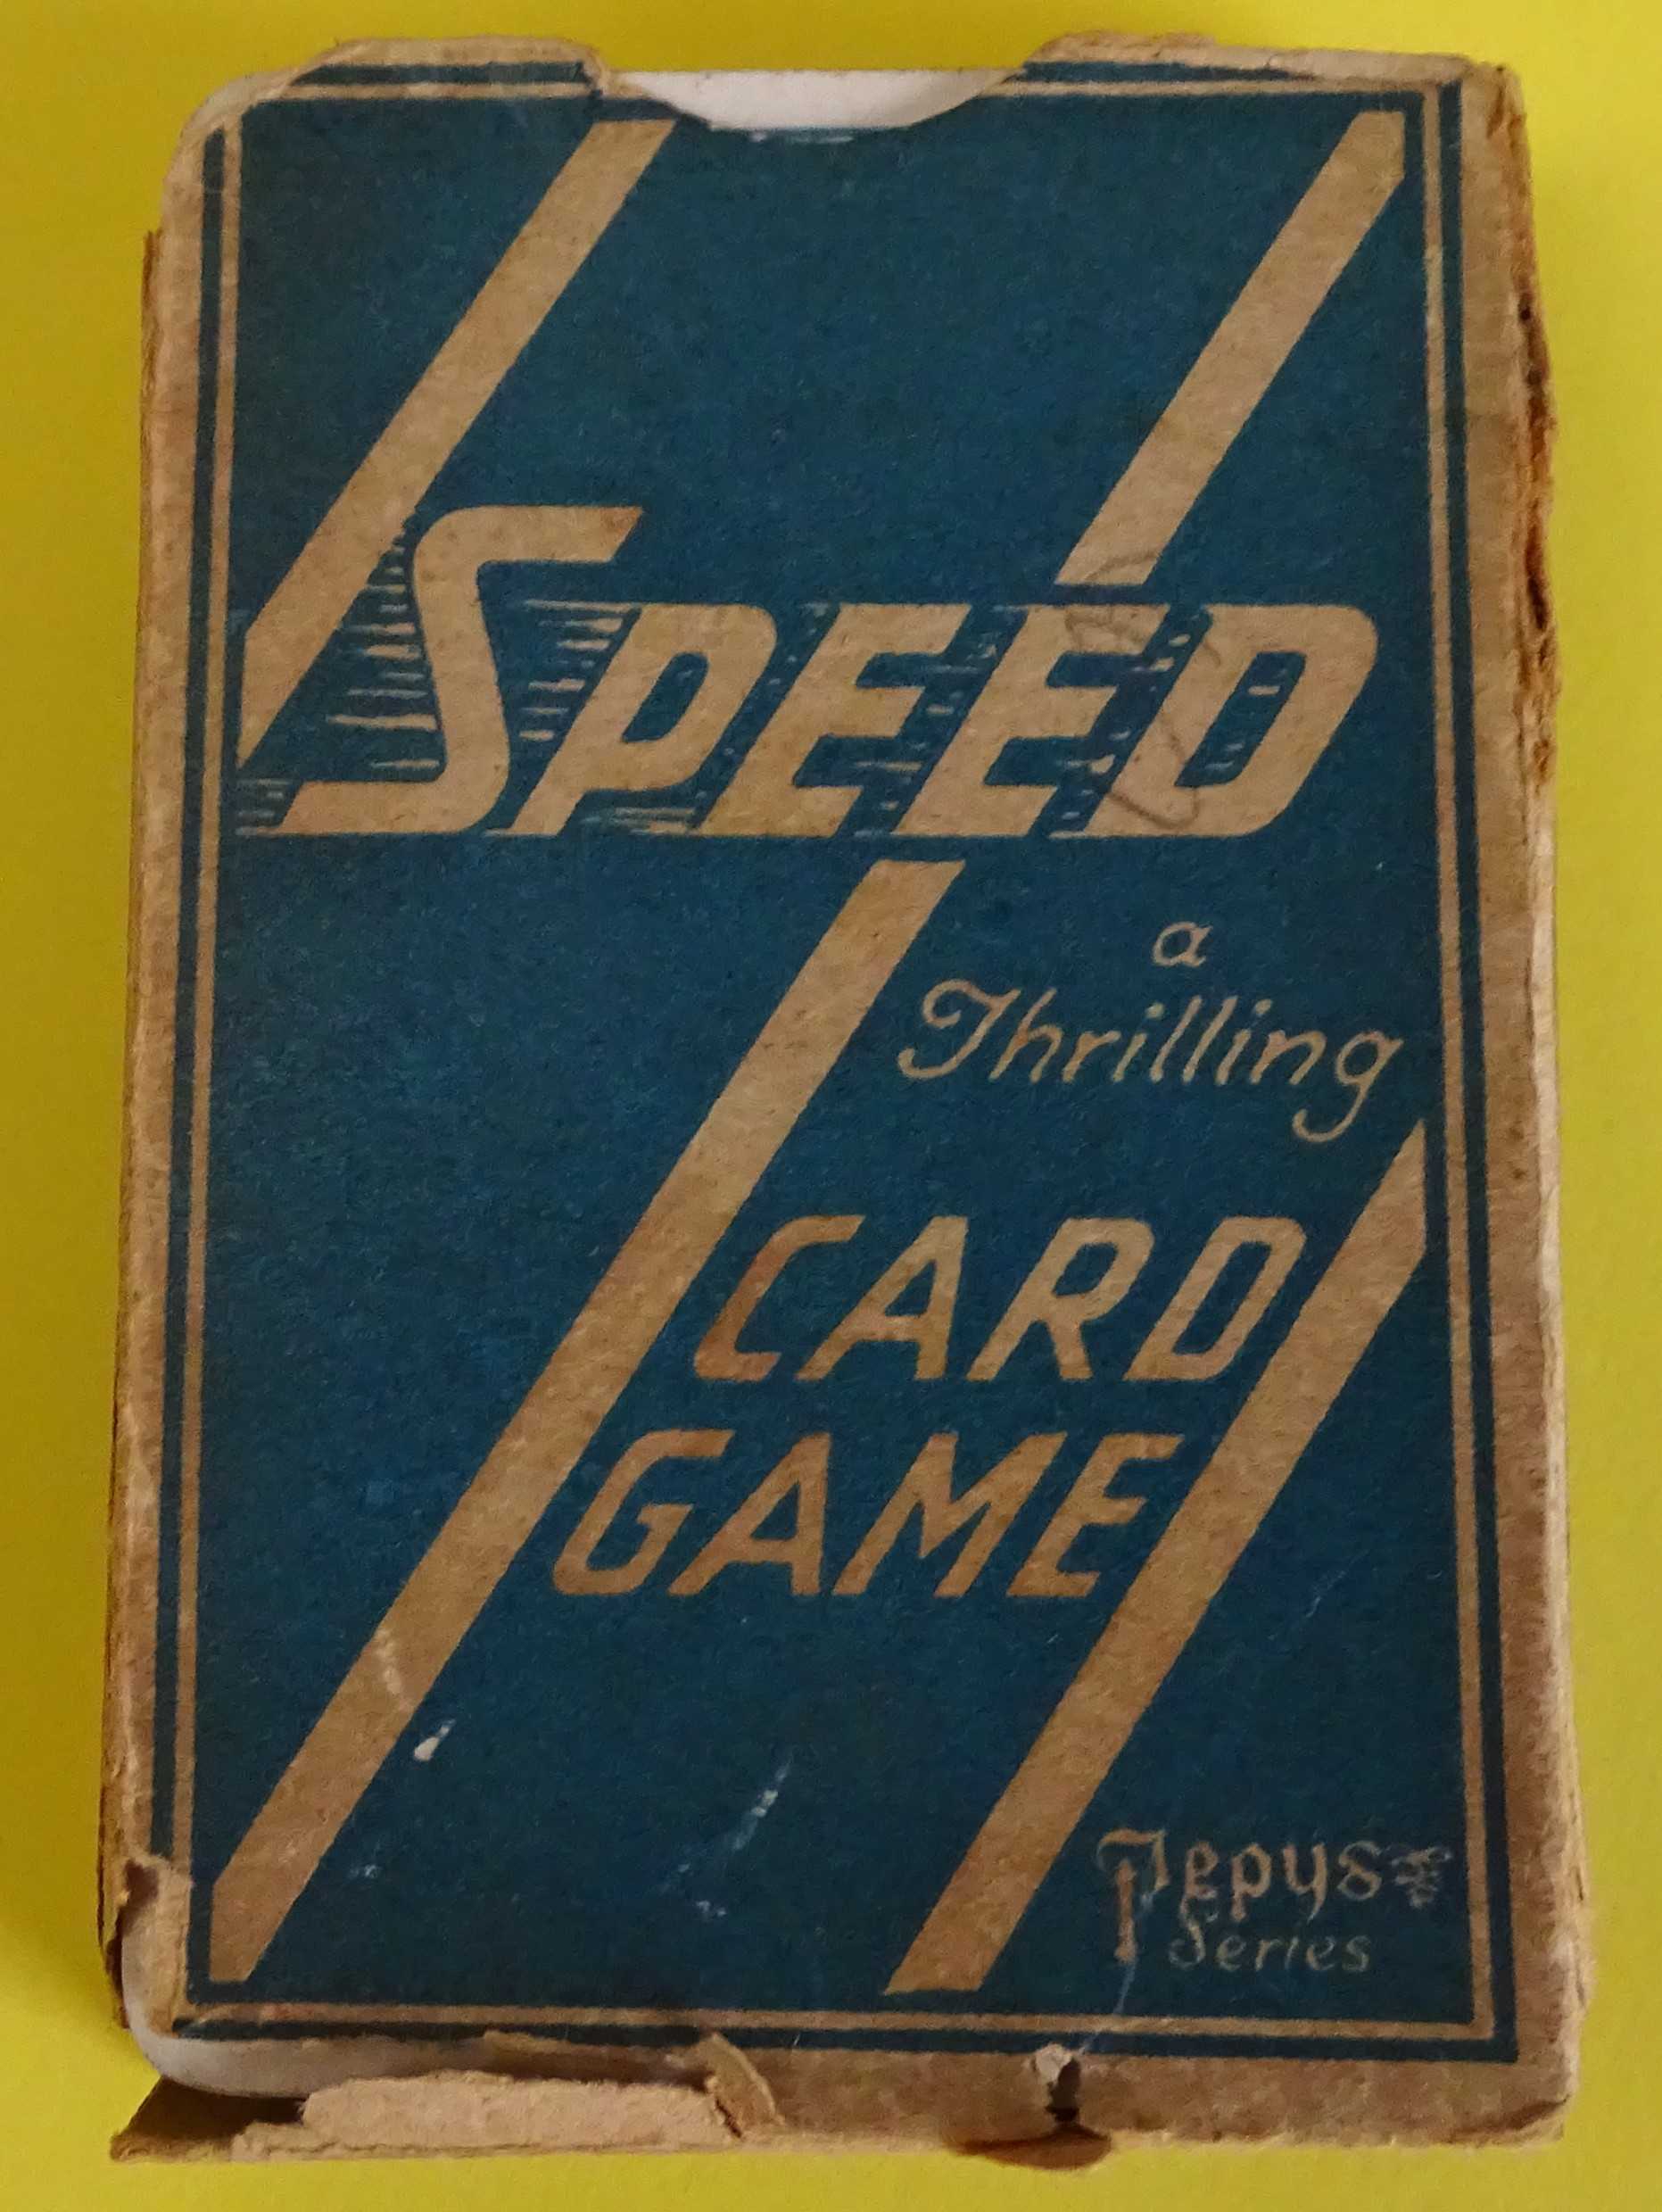 SPEED
a
Thrilling
CARD
GAME
Pepys
Series